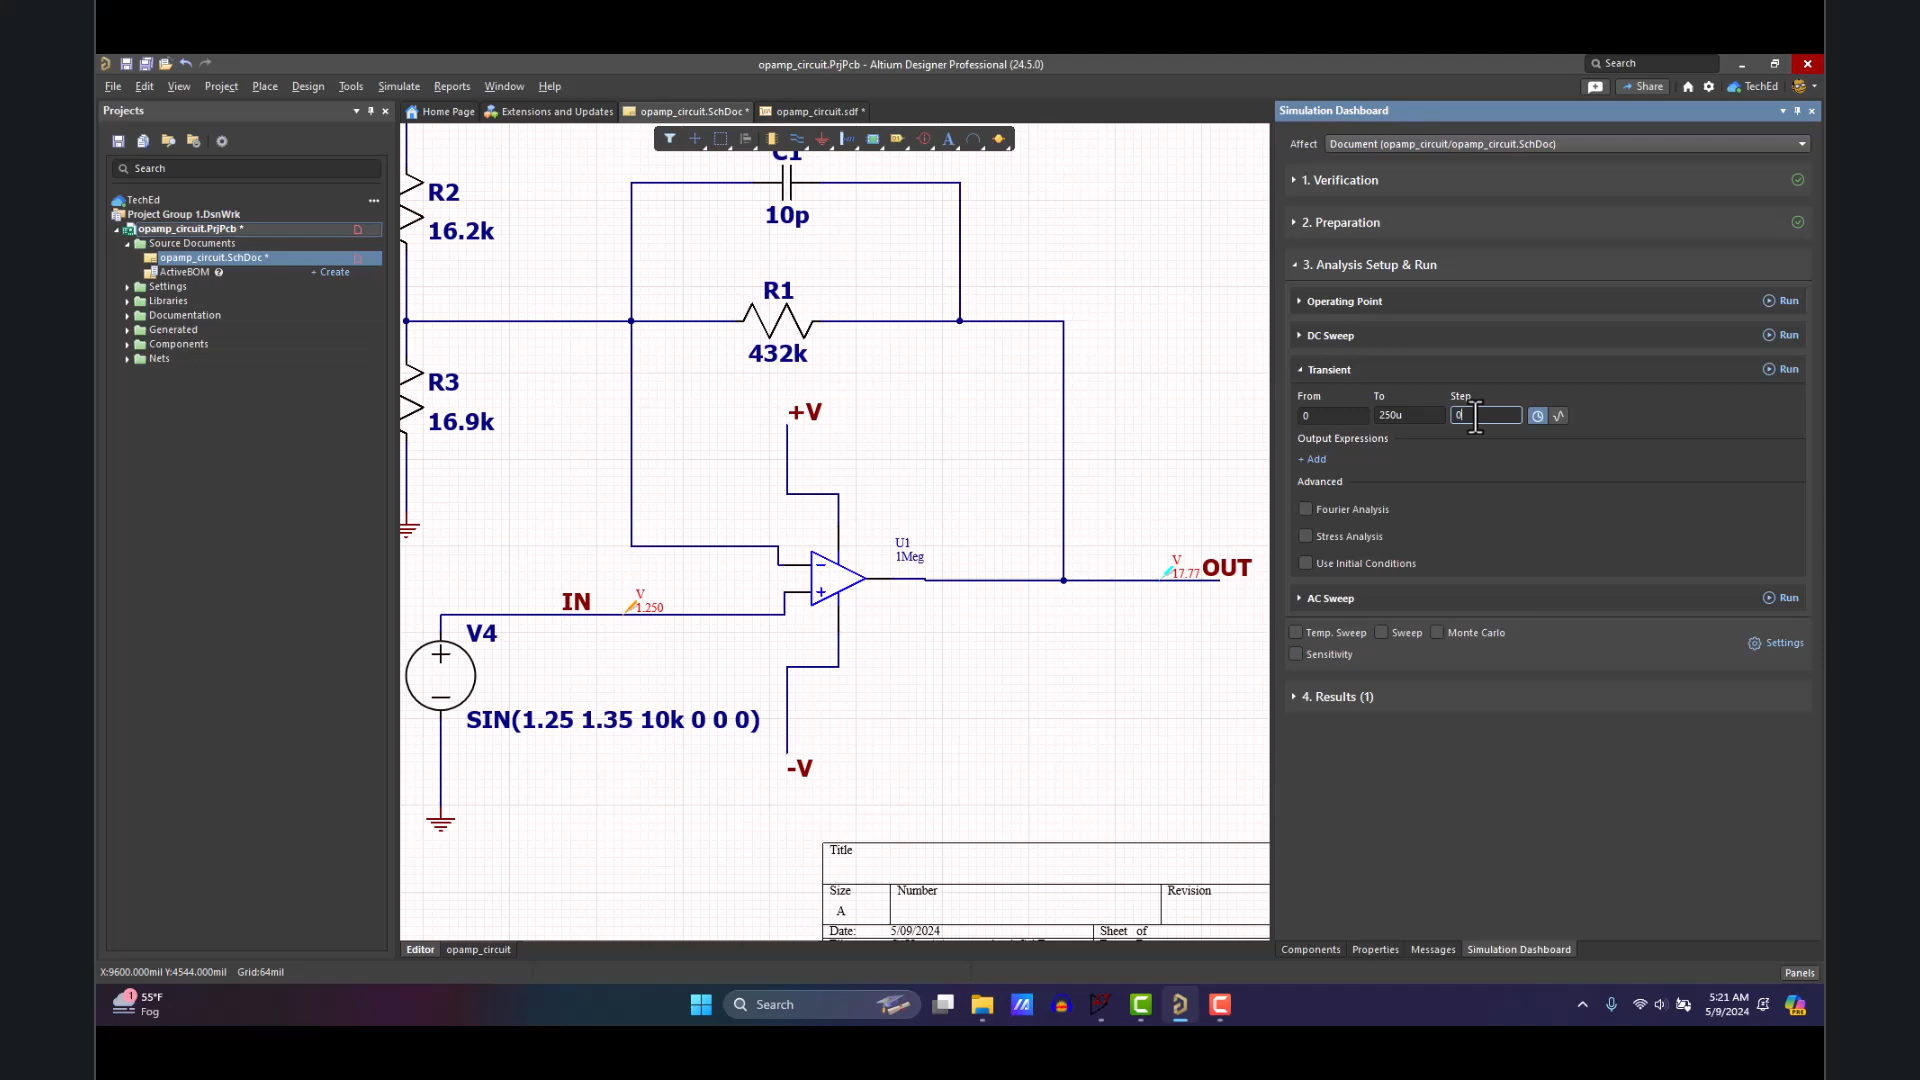 opamp_circuit.PrjPcb - Altium Designer Professional (24.5.0)
Search
File Edit View Project Place Design Tools Simulate Reports Window Help
Share
TechEd
Projects
Home Page
Extensions and Updates
opamp_circuit.SchDoc *
opamp_circuit.sdf *
Search
TechEd
Project Group 1.DsnWrk
opamp_circuit.PrjPcb *
Source Documents
opamp_circuit.SchDoc *
ActiveBOM
+ Create
Settings
Libraries
Documentation
Generated
Components
Nets
C1
10p
R2
16.2k
R1
432k
R3
16.9k
+V
U1
1Meg
V
17.77
OUT
IN
V
1.250
V4
SIN(1.25 1.35 10k 0 0 0)
-V
Title
Size
Number
Revision
A
Date:
5/09/2024
Sheet of
Editor
opamp_circuit
Simulation Dashboard
Affect
Document (opamp_circuit/opamp_circuit.SchDoc)
1. Verification
2. Preparation
3. Analysis Setup & Run
Operating Point
Run
DC Sweep
Run
Transient
Run
From To Step
0 250u 0
Output Expressions
+ Add
Advanced
Fourier Analysis
Stress Analysis
Use Initial Conditions
AC Sweep
Run
Temp. Sweep
Sweep
Monte Carlo
Sensitivity
Settings
4. Results (1)
Components Properties Messages Simulation Dashboard
X:9600.000mil Y:4544.000mil Grid:64mil
Panels
1
55°F
Fog
Search
5:21 AM
5/9/2024